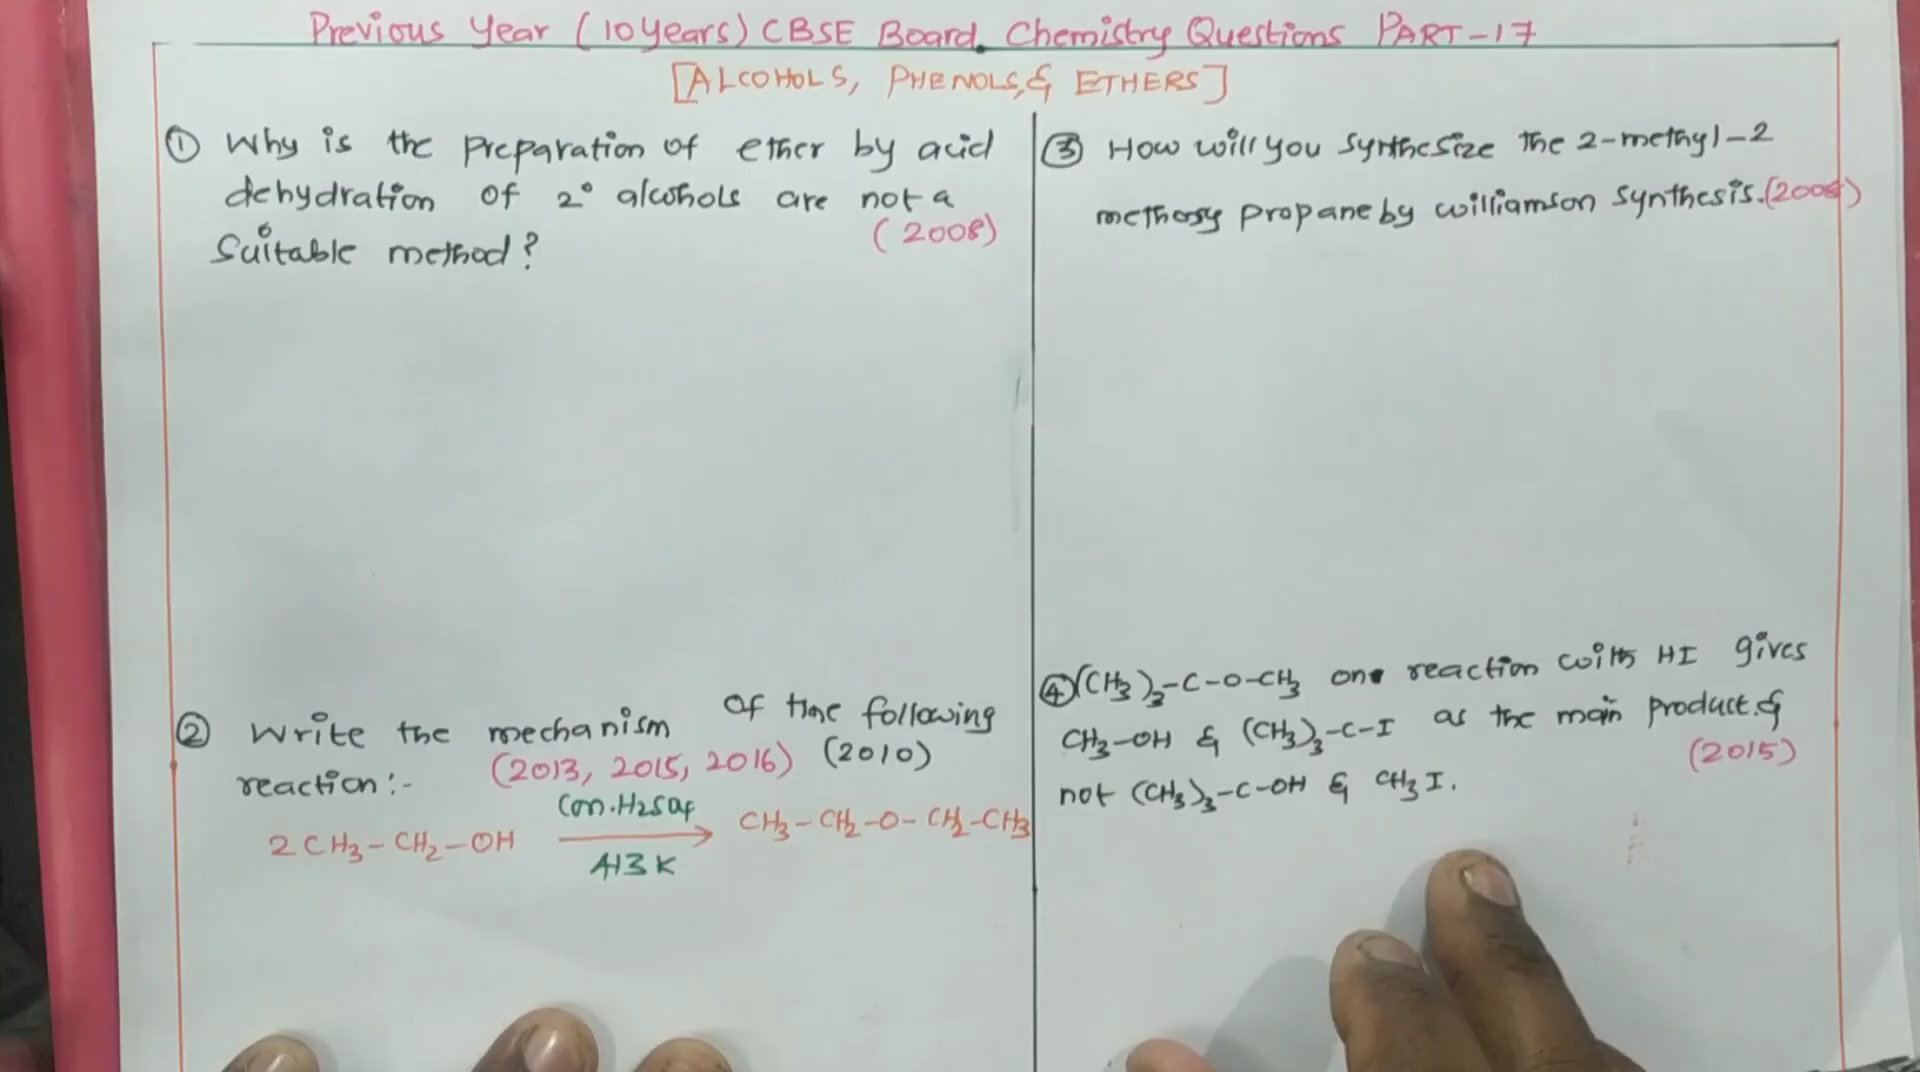 Previous Year (10 Years) CBSE Board Chemistry Questions PART-17
[ALCOHOLS, PHENOLS, & ETHERS]
① Why is the preparation of ether by acid
dehydration of 2° alcohols are not a
Suitable method?
(2008)
② Write the mechanism of the following
reaction:- (2013, 2015, 2016) (2010)
2CH3-CH2-OH
Con.H2SO4
413 K
CH3-CH2-O-CH2-CH3
③ How will you synthesize the 2-methyl-2
methoxy propane by williamson synthesis.(2008)
④ (CH3)3-C-O-CH3 one reaction with HI gives
CH3-OH & (CH3)3-C-I as the main product &
(2015)
not (CH3)3-C-OH & CH3I.